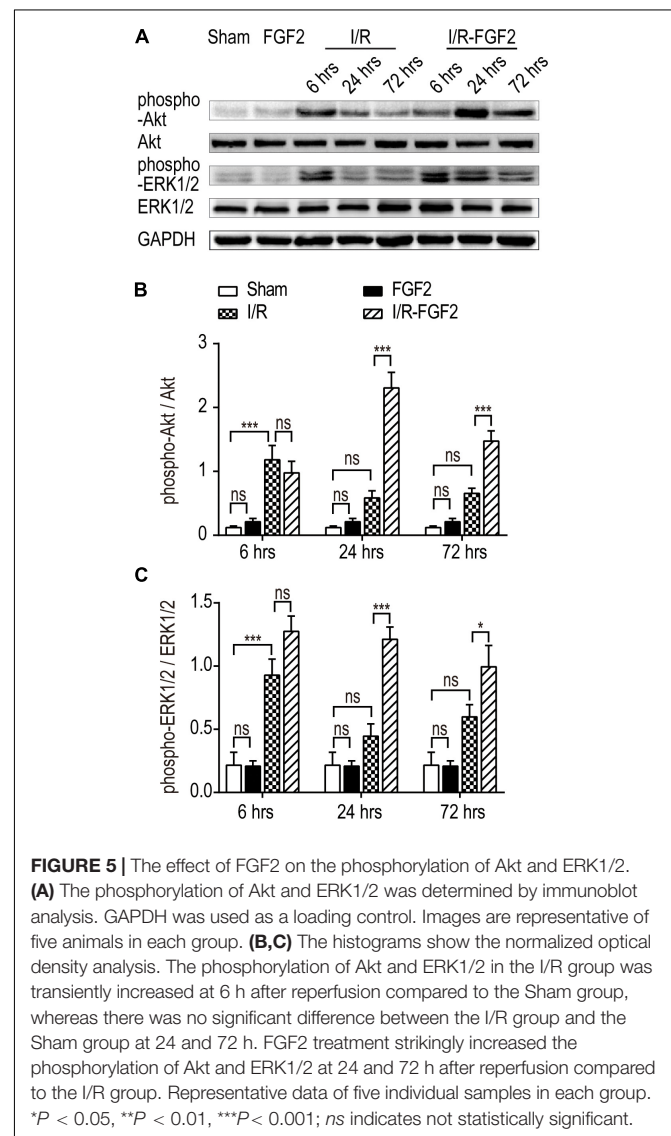 A
Sham FGF2 I/R I/R-FGF2
6 hrs 24 hrs 72 hrs 6 hrs 24 hrs 72 hrs
phospho
-Akt
Akt
phospho
-ERK1/2
ERK1/2
GAPDH
B
Sham FGF2
I/R I/R-FGF2
phospho-Akt / Akt
3
2
1
0
ns *** ns
ns ns ***
ns ns ***
6 hrs 24 hrs 72 hrs
C
phospho-ERK1/2 / ERK1/2
1.5
1.0
0.5
0.0
ns *** ns
ns ns ***
ns ns *
6 hrs 24 hrs 72 hrs
FIGURE 5 | The effect of FGF2 on the phosphorylation of Akt and ERK1/2.
(A) The phosphorylation of Akt and ERK1/2 was determined by immunoblot
analysis. GAPDH was used as a loading control. Images are representative of
five animals in each group. (B,C) The histograms show the normalized optical
density analysis. The phosphorylation of Akt and ERK1/2 in the I/R group was
transiently increased at 6 h after reperfusion compared to the Sham group,
whereas there was no significant difference between the I/R group and the
Sham group at 24 and 72 h. FGF2 treatment strikingly increased the
phosphorylation of Akt and ERK1/2 at 24 and 72 h after reperfusion compared
to the I/R group. Representative data of five individual samples in each group.
*P < 0.05, **P < 0.01, ***P< 0.001; ns indicates not statistically significant.